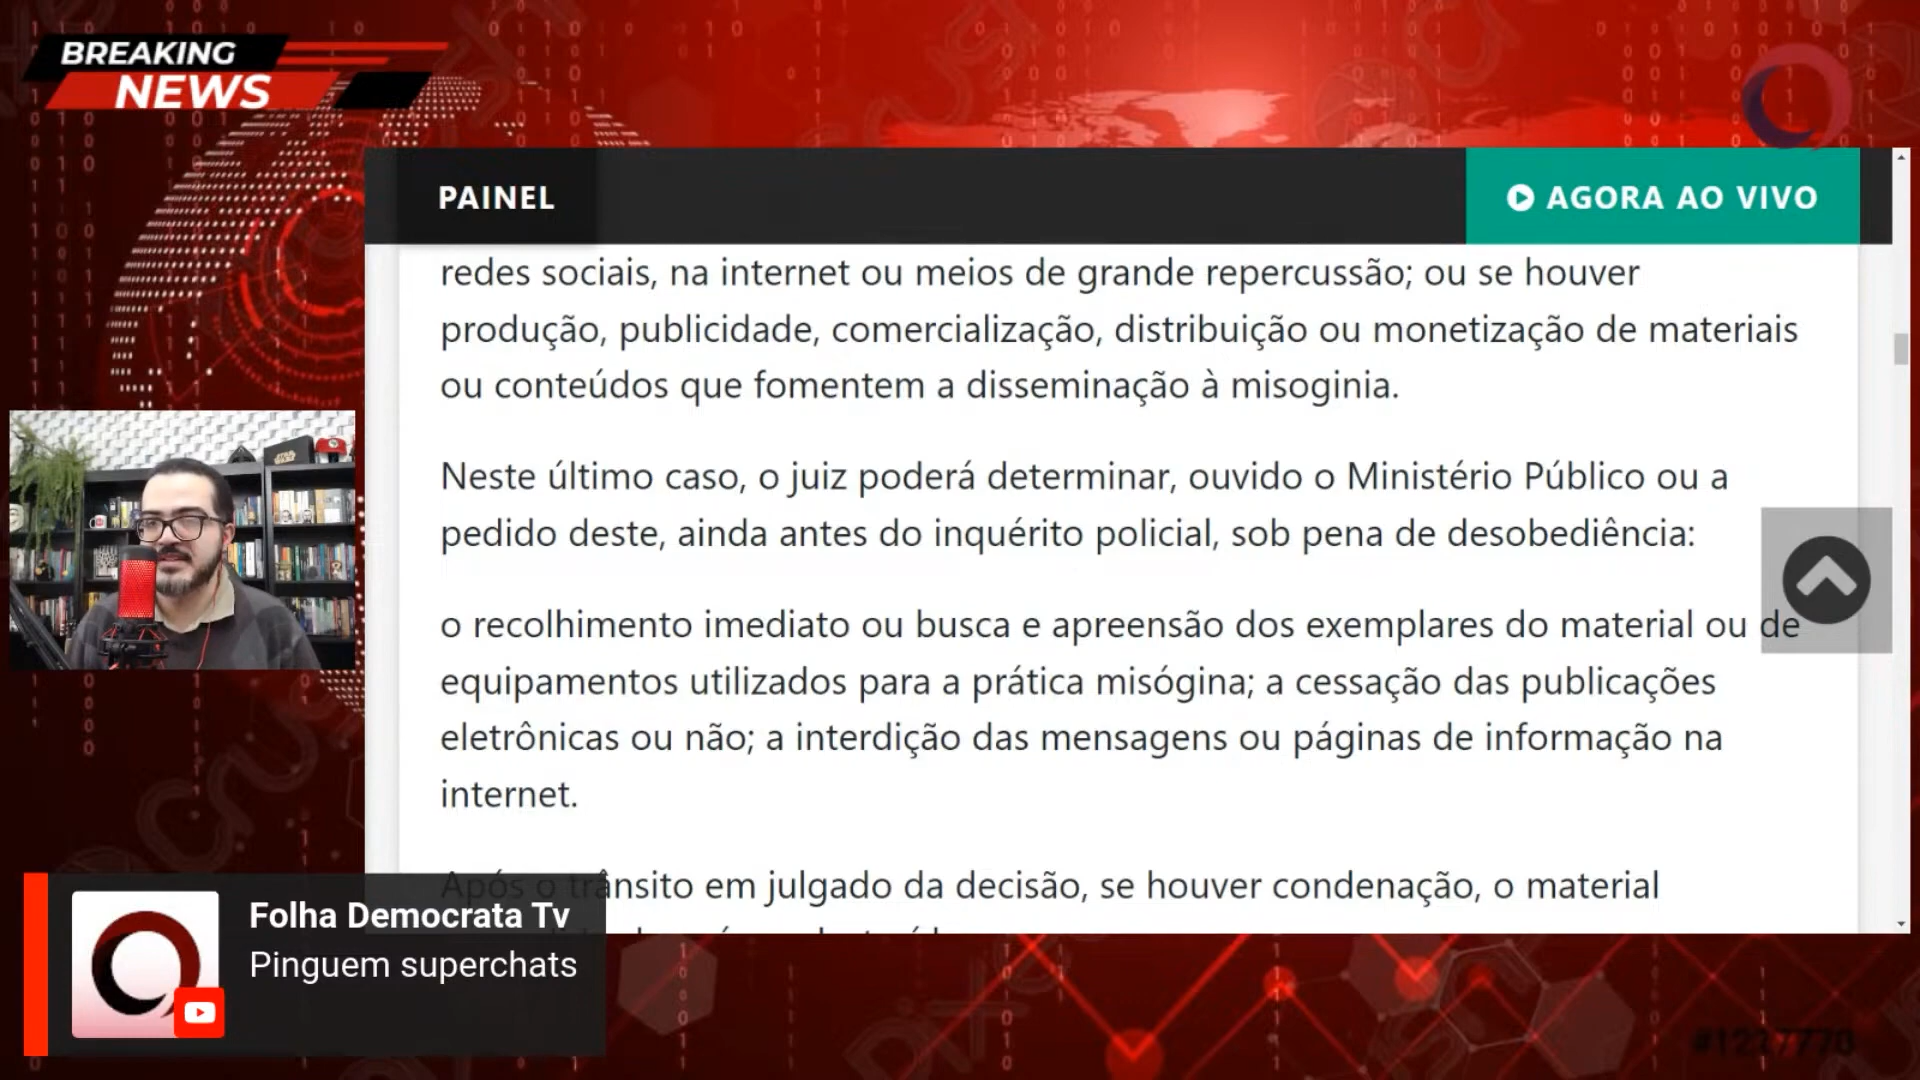 BREAKING
NEWS
PAINEL
AGORA AO VIVO
redes sociais, na internet ou meios de grande repercussão; ou se houver
produção, publicidade, comercialização, distribuição ou monetização de materiais
ou conteúdos que fomentem a disseminação à misoginia.
Neste último caso, o juiz poderá determinar, ouvido o Ministério Público ou a
pedido deste, ainda antes do inquérito policial, sob pena de desobediência:
o recolhimento imediato ou busca e apreensão dos exemplares do material ou de
equipamentos utilizados para a prática misógina; a cessação das publicações
eletrônicas ou não; a interdição das mensagens ou páginas de informação na
internet.
Após o trânsito em julgado da decisão, se houver condenação, o material
Folha Democrata Tv
Pinguem superchats